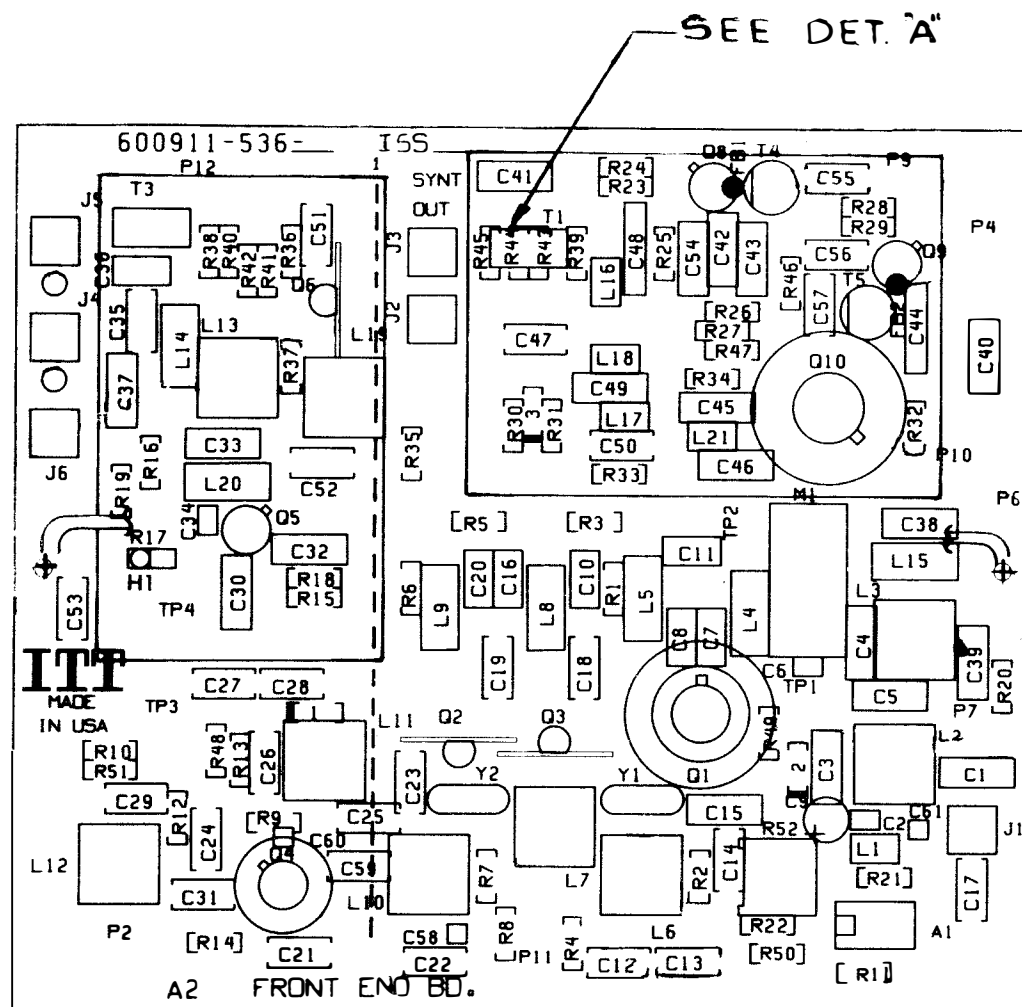 SEE DET. "A"
600911-536-___ ISS___
P12
1
SYNT
OUT
T3
J5
C36
R38
R40
R42
R41
R36
C51
Q6
J3
J2
J4
C35
L14
L13
R37
L19
C37
J6
R16
R19
C33
L20
C52
R35
C34
Q5
C32
R17
H1
C30
R18
R15
C53
TP4
C41
R24
R23
Q8
FB1
T4
C55
P9
R28
R29
P4
R45
R44
R43
T1
R39
C48
R25
C54
C42
C43
C56
Q9
L16
R46
C57
T5
FB2
C44
R26
R27
R47
C47
L18
C49
R34
Q10
C40
R30
3
R31
L17
C45
L21
R32
C50
R33
C46
P10
M1
P6
R5
R3
TP2
C11
C38
L15
R6
L9
C20
C16
L8
C10
R1
L5
L4
L3
C8
C7
C4
C39
C19
C18
C6
TP1
C5
R20
P7
ITT
MADE
IN USA
C27
C28
TP3
L11
Q2
Q3
R49
L2
R10
R51
R48
R13
C26
C23
Y2
Y1
Q1
2
C3
C1
C29
R12
C24
R9
C25
C15
C9
C2
C61
J1
R52
L12
Q4
C60
C59
L10
R7
L7
R2
C14
L1
R21
C17
C31
P2
R14
C21
C58
C22
R8
P11
R4
L6
C12
C13
R22
R50
A1
R11
A2 FRONT END BD.